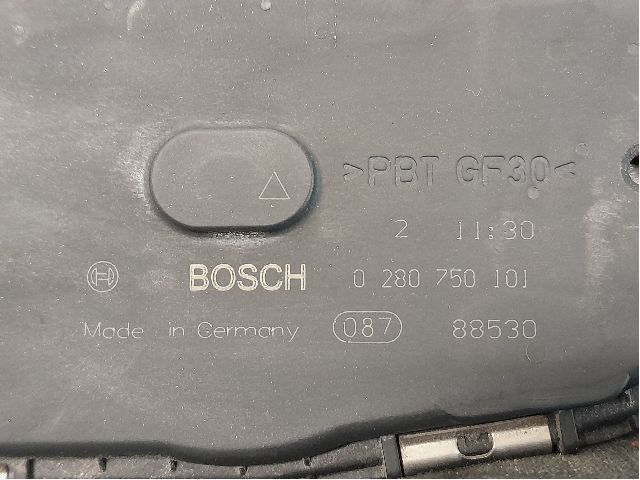 >PBT GF30<
2 11:30
BOSCH 0 280 750 101
Made in Germany 087 88530